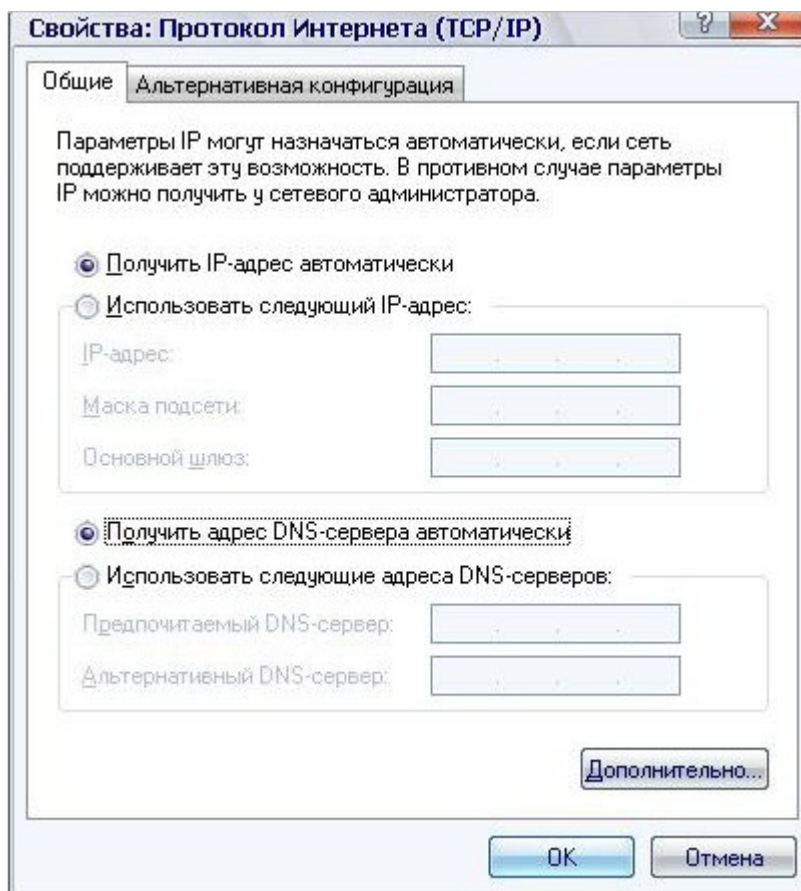 Свойства: Протокол Интернета (TCP/IP)
?
X
Общие
Альтернативная конфигурация
Параметры IP могут назначаться автоматически, если сеть
поддерживает эту возможность. В противном случае параметры
IP можно получить у сетевого администратора.
Получить IP-адрес автоматически
Использовать следующий IP-адрес:
IP-адрес:
Маска подсети:
Основной шлюз:
Получить адрес DNS-сервера автоматически
Использовать следующие адреса DNS-серверов:
Предпочитаемый DNS-сервер:
Альтернативный DNS-сервер:
Дополнительно...
OK
Отмена